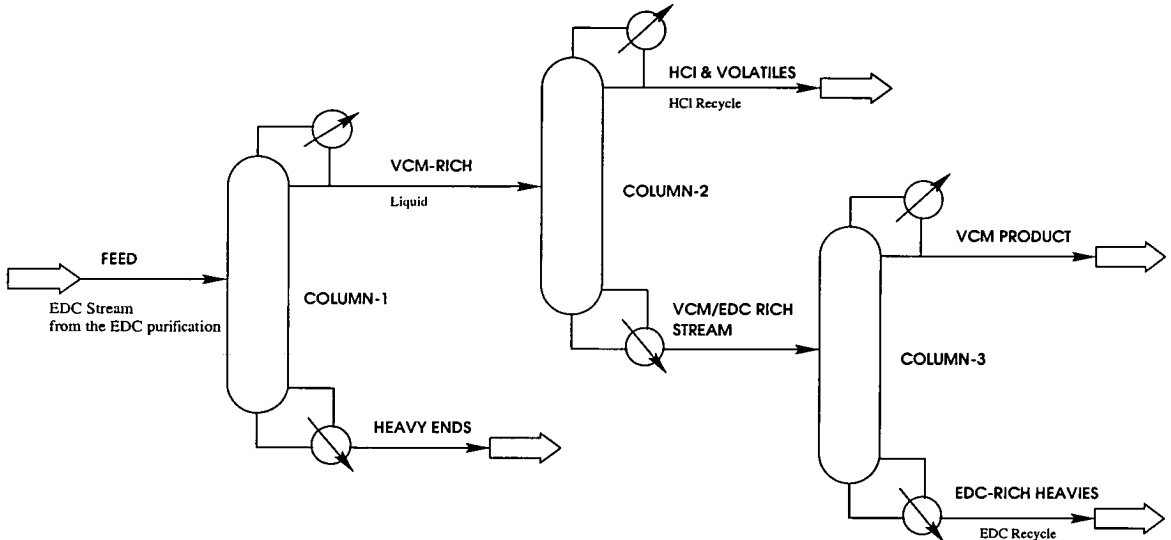 HCl & VOLATILES
HCl Recycle
VCM-RICH
Liquid
COLUMN-2
FEED
EDC Stream
from the EDC purification
COLUMN-1
VCM PRODUCT
VCM/EDC RICH
STREAM
COLUMN-3
HEAVY ENDS
EDC-RICH HEAVIES
EDC Recycle